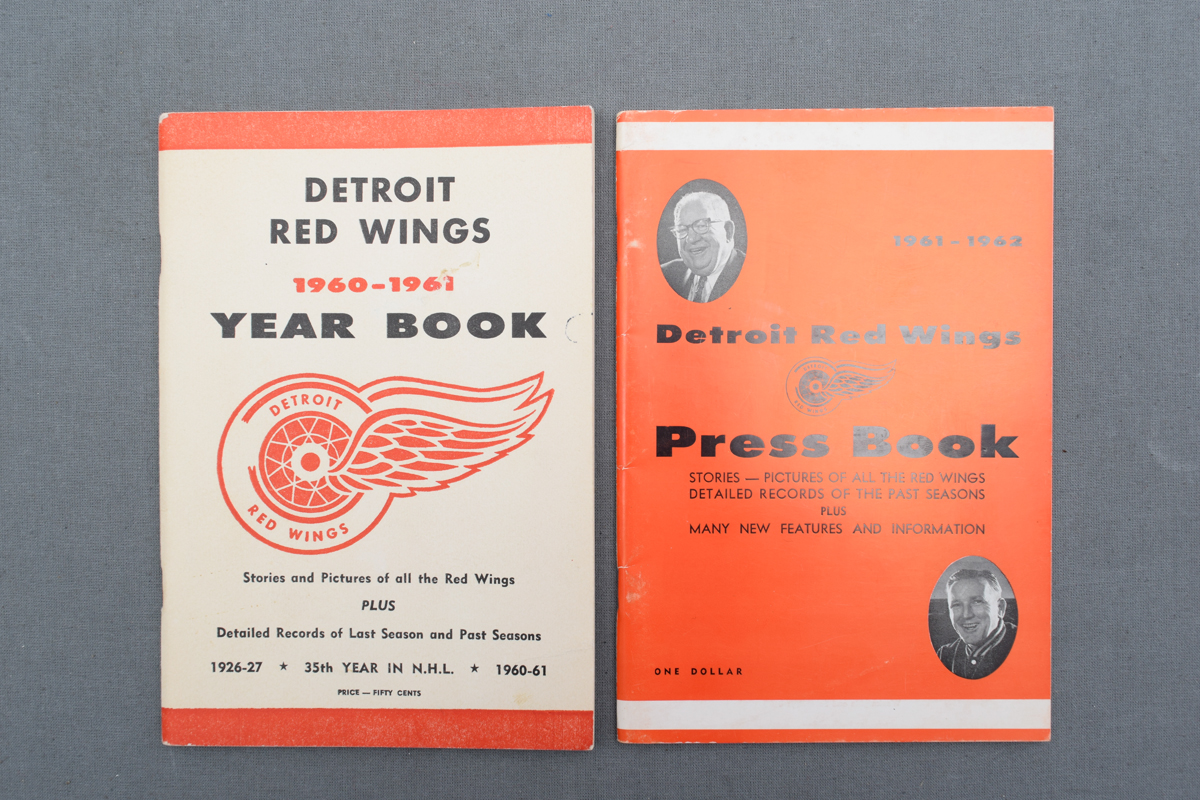 DETROIT
RED WINGS
1960-1961
YEAR BOOK
DETROIT
RED WINGS
Stories and Pictures of all the Red Wings
PLUS
Detailed Records of Last Season and Past Seasons
1926-27 ★ 35th YEAR IN N.H.L. ★ 1960-61
PRICE — FIFTY CENTS
1961-1962
Detroit Red Wings
Press Book
STORIES — PICTURES OF ALL THE RED WINGS
DETAILED RECORDS OF THE PAST SEASONS
PLUS
MANY NEW FEATURES AND INFORMATION
ONE DOLLAR